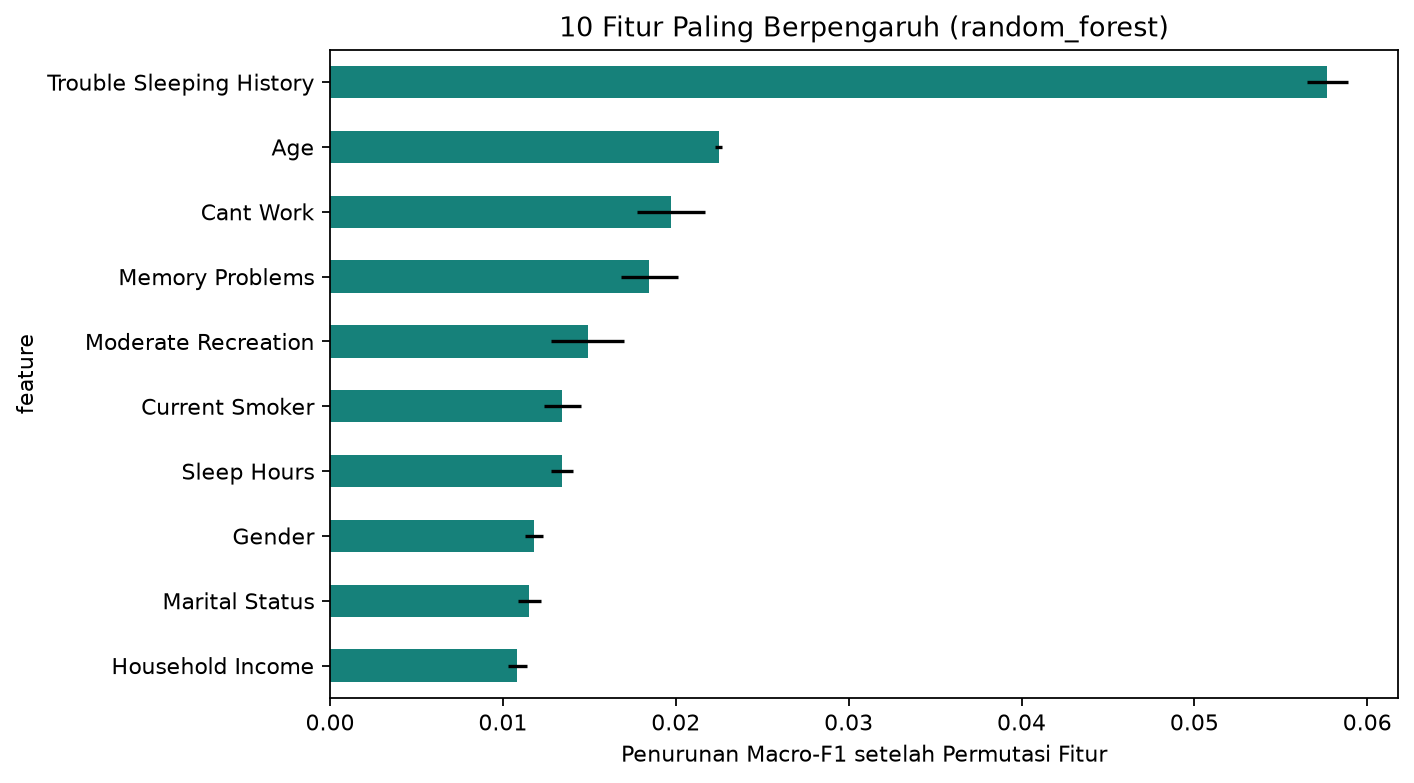 10 Fitur Paling Berpengaruh (random_forest)
feature
Trouble Sleeping History
Age
Cant Work
Memory Problems
Moderate Recreation
Current Smoker
Sleep Hours
Gender
Marital Status
Household Income
0.00 0.01 0.02 0.03 0.04 0.05 0.06
Penurunan Macro-F1 setelah Permutasi Fitur